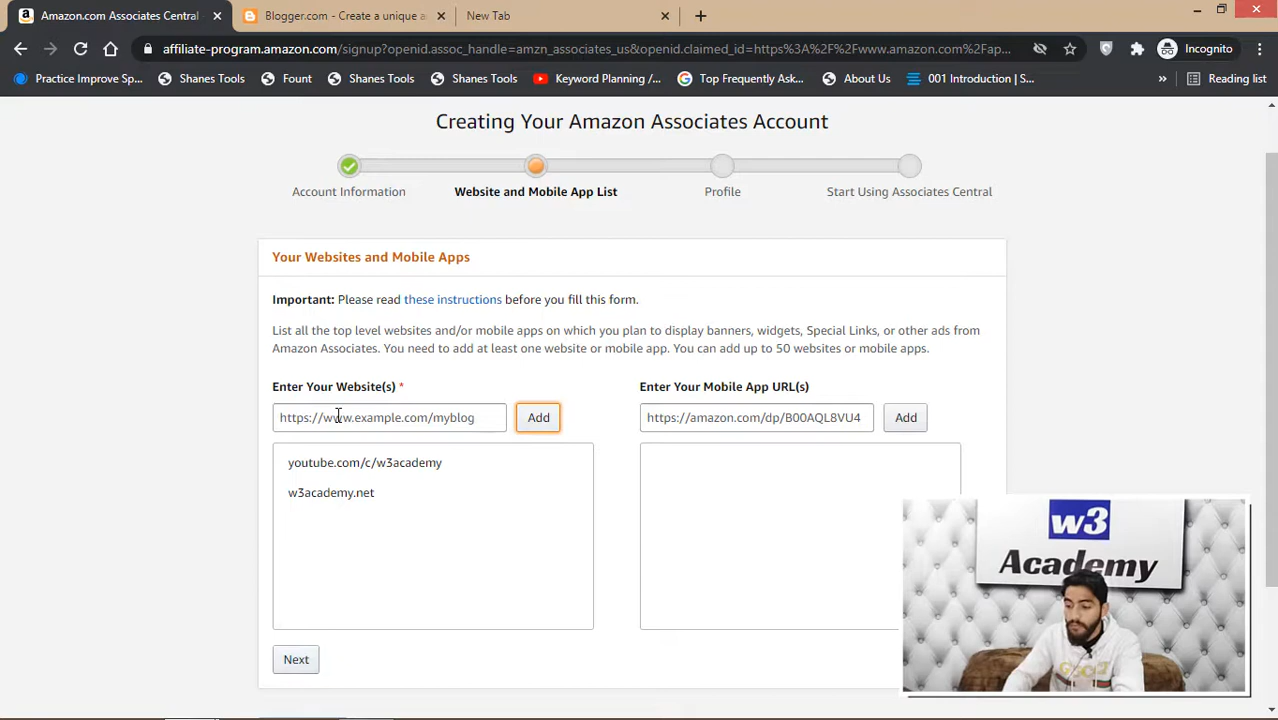 Amazon.com Associates Central -
Blogger.com - Create a unique a
New Tab
affiliate-program.amazon.com/signup?openid.assoc_handle=amzn_associates_us&openid.claimed_id=https%3A%2F%2Fwww.amazon.com%2Fap...
Incognito
Practice Improve Sp...
Shanes Tools
Fount
Shanes Tools
Shanes Tools
Keyword Planning /...
Top Frequently Ask...
About Us
001 Introduction | S...
»
Reading list
Creating Your Amazon Associates Account
Account Information
Website and Mobile App List
Profile
Start Using Associates Central
Your Websites and Mobile Apps
Important: Please read these instructions before you fill this form.
List all the top level websites and/or mobile apps on which you plan to display banners, widgets, Special Links, or other ads from
Amazon Associates. You need to add at least one website or mobile app. You can add up to 50 websites or mobile apps.
Enter Your Website(s) *
Enter Your Mobile App URL(s)
https://www.example.com/myblog
Add
https://amazon.com/dp/B00AQL8VU4
Add
youtube.com/c/w3academy
w3academy.net
Next
w3
Academy